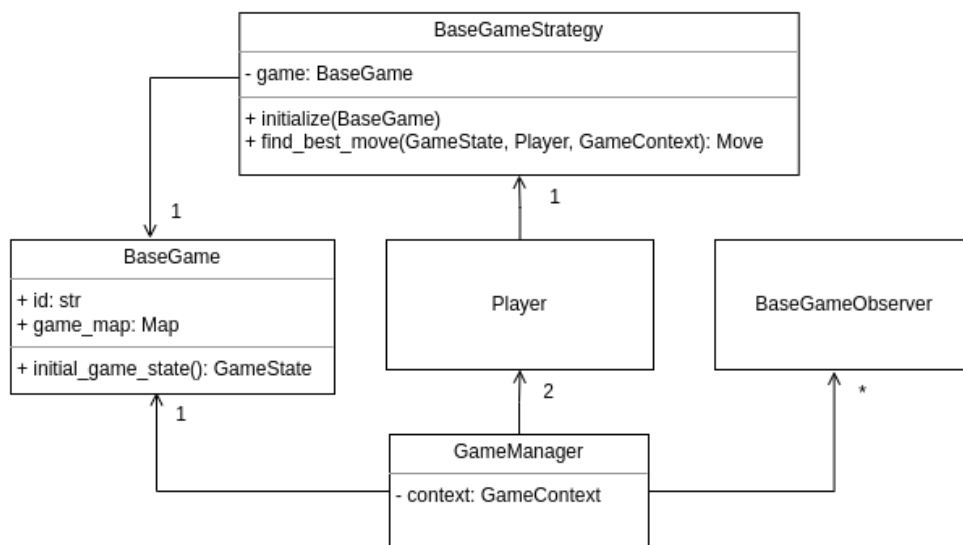 BaseGameStrategy
- game: BaseGame
+ initialize(BaseGame)
+ find_best_move(GameState, Player, GameContext): Move
1
1
BaseGame
+ id: str
+ game_map: Map
+ initial_game_state(): GameState
Player
BaseGameObserver
1
2
*
GameManager
- context: GameContext